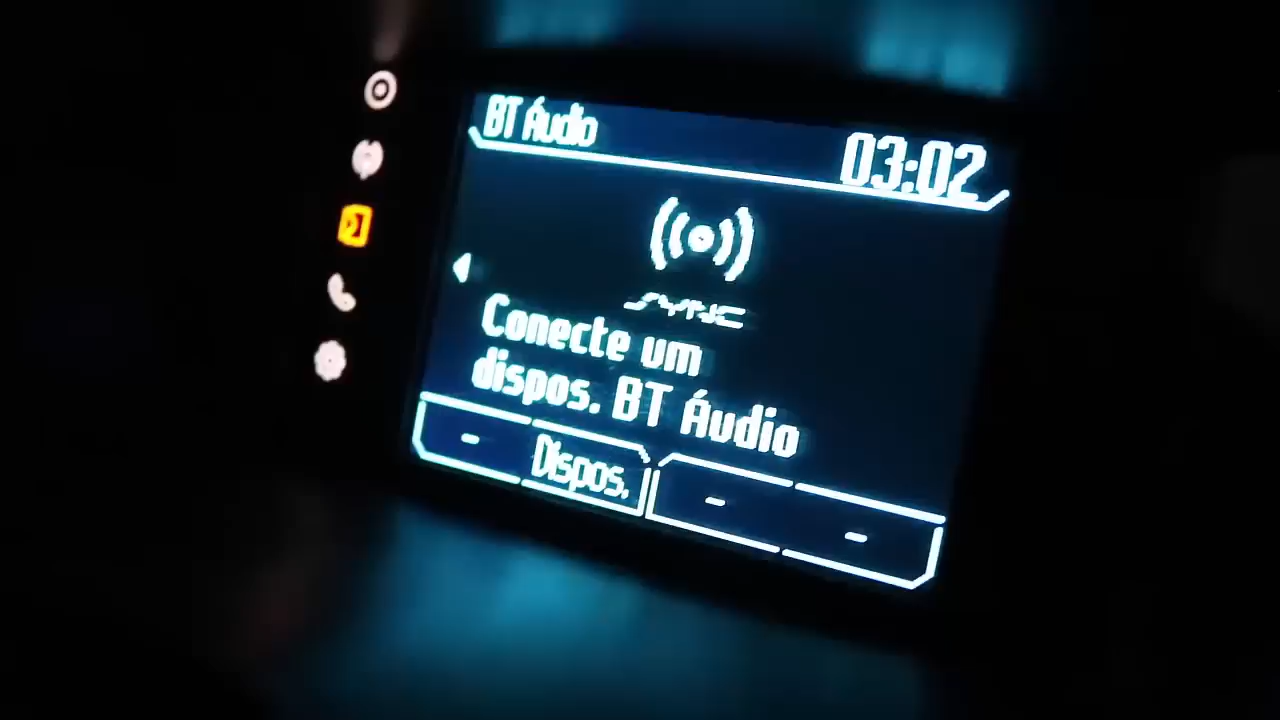 BT Áudio
03:02
SYNC
Conecte um
dispos. BT Áudio
- Dispos. - -